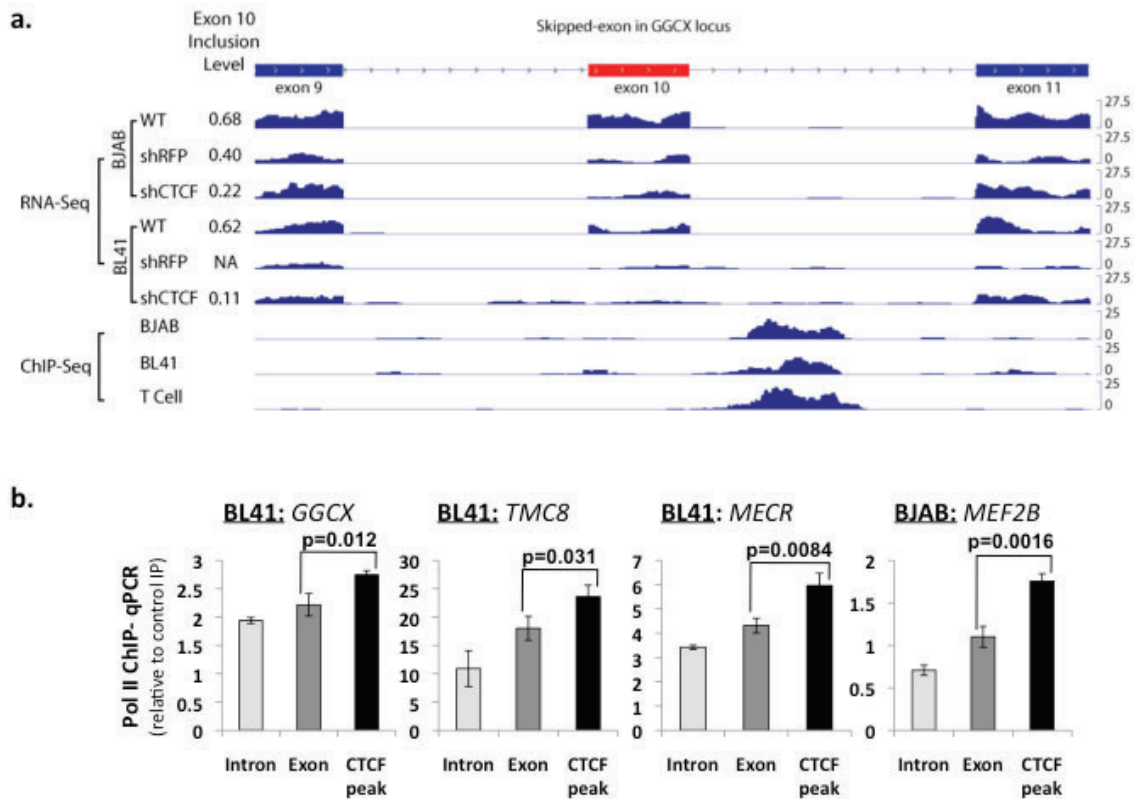 a.
Exon 10
Inclusion
Level
Skipped-exon in GGCX locus
exon 9
exon 10
exon 11
RNA-Seq
BJAB
WT 0.68
27.5
0
shRFP 0.40
27.5
0
shCTCF 0.22
27.5
0
BL41
WT 0.62
27.5
0
shRFP NA
27.5
0
shCTCF 0.11
27.5
0
ChIP-Seq
BJAB
25
0
BL41
25
0
T Cell
25
0
b.
Pol II ChIP- qPCR
(relative to control IP)
BL41: GGCX
p=0.012
3
2.5
2
1.5
1
0.5
0
Intron Exon CTCF
peak
BL41: TMC8
p=0.031
30
25
20
15
10
5
0
Intron Exon CTCF
peak
BL41: MECR
p=0.0084
7
6
5
4
3
2
1
0
Intron Exon CTCF
peak
BJAB: MEF2B
p=0.0016
2
1.5
1
0.5
0
Intron Exon CTCF
peak